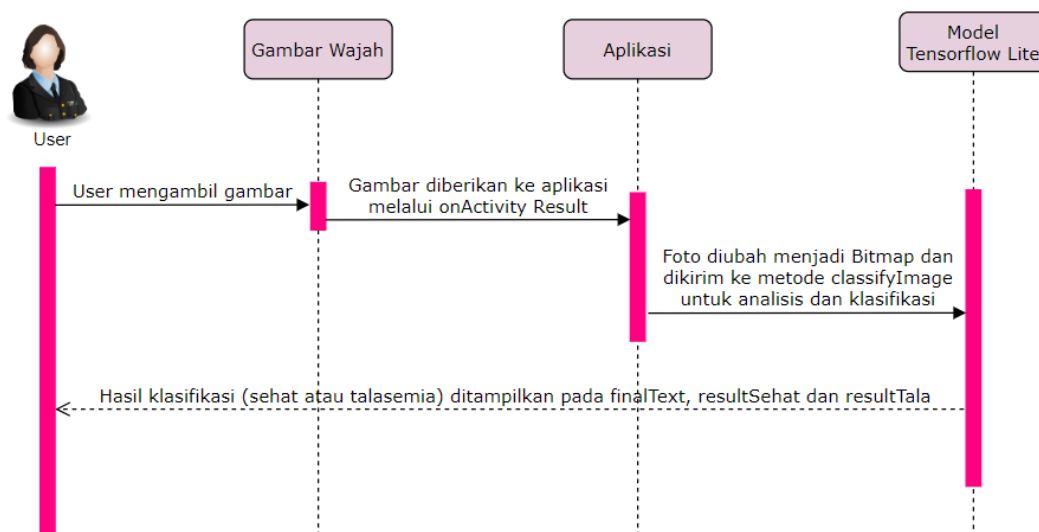 Gambar Wajah
Aplikasi
Model
Tensorflow Lite
User
User mengambil gambar
Gambar diberikan ke aplikasi
melalui onActivity Result
Foto diubah menjadi Bitmap dan
dikirim ke metode classifyImage
untuk analisis dan klasifikasi
Hasil klasifikasi (sehat atau talasemia) ditampilkan pada finalText, resultSehat dan resultTala